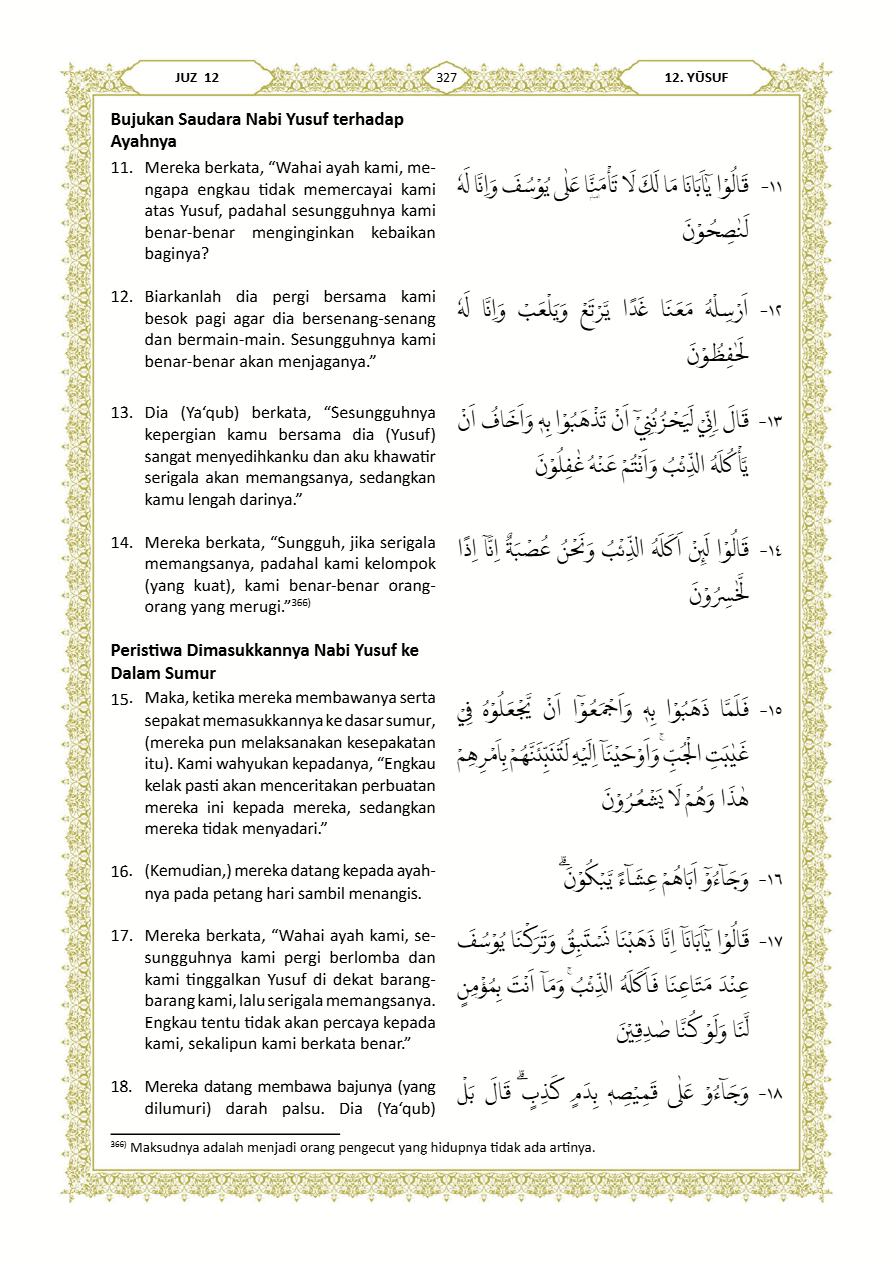 JUZ 12
327
12. YŪSUF
Bujukan Saudara Nabi Yusuf terhadap
Ayahnya
11. Mereka berkata, “Wahai ayah kami, me-
ngapa engkau tidak memercayai kami
atas Yusuf, padahal sesungguhnya kami
benar-benar menginginkan kebaikan
baginya?
١١- قَالُوْا يٰٓاَبَانَا مَا لَكَ لَا تَأْمَ۫نَّا عَلٰى يُوْسُفَ وَاِنَّا لَهٗ
لَنٰصِحُوْنَ
12. Biarkanlah dia pergi bersama kami
besok pagi agar dia bersenang-senang
dan bermain-main. Sesungguhnya kami
benar-benar akan menjaganya.”
١٢- اَرْسِلْهُ مَعَنَا غَدًا يَّرْتَعْ وَيَلْعَبْ وَاِنَّا لَهٗ
لَحٰفِظُوْنَ
13. Dia (Ya‘qub) berkata, “Sesungguhnya
kepergian kamu bersama dia (Yusuf)
sangat menyedihkanku dan aku khawatir
serigala akan memangsanya, sedangkan
kamu lengah darinya.”
١٣- قَالَ اِنِّيْ لَيَحْزُنُنِيْٓ اَنْ تَذْهَبُوْا بِهٖ وَاَخَافُ اَنْ
يَّأْكُلَهُ الذِّئْبُ وَاَنْتُمْ عَنْهُ غٰفِلُوْنَ
14. Mereka berkata, “Sungguh, jika serigala
memangsanya, padahal kami kelompok
(yang kuat), kami benar-benar orang-
orang yang merugi.”366)
١٤- قَالُوْا لَىِٕنْ اَكَلَهُ الذِّئْبُ وَنَحْنُ عُصْبَةٌ اِنَّآ اِذًا
لَّخٰسِرُوْنَ
Peristiwa Dimasukkannya Nabi Yusuf ke
Dalam Sumur
15. Maka, ketika mereka membawanya serta
sepakat memasukkannya ke dasar sumur,
(mereka pun melaksanakan kesepakatan
itu). Kami wahyukan kepadanya, “Engkau
kelak pasti akan menceritakan perbuatan
mereka ini kepada mereka, sedangkan
mereka tidak menyadari.”
١٥- فَلَمَّا ذَهَبُوْا بِهٖ وَاَجْمَعُوْٓا اَنْ يَّجْعَلُوْهُ فِيْ
غَيٰبَتِ الْجُبِّۚ وَاَوْحَيْنَآ اِلَيْهِ لَتُنَبِّئَنَّهُمْ بِاَمْرِهِمْ
هٰذَا وَهُمْ لَا يَشْعُرُوْنَ
16. (Kemudian,) mereka datang kepada ayah-
nya pada petang hari sambil menangis.
١٦- وَجَاۤءُوْٓ اَبَاهُمْ عِشَاۤءً يَّبْكُوْنَۗ
17. Mereka berkata, “Wahai ayah kami, se-
sungguhnya kami pergi berlomba dan
kami tinggalkan Yusuf di dekat barang-
barang kami, lalu serigala memangsanya.
Engkau tentu tidak akan percaya kepada
kami, sekalipun kami berkata benar.”
١٧- قَالُوْا يٰٓاَبَانَآ اِنَّا ذَهَبْنَا نَسْتَبِقُ وَتَرَكْنَا يُوْسُفَ
عِنْدَ مَتَاعِنَا فَاَكَلَهُ الذِّئْبُۚ وَمَآ اَنْتَ بِمُؤْمِنٍ
لَّنَا وَلَوْ كُنَّا صٰدِقِيْنَ
18. Mereka datang membawa bajunya (yang
dilumuri) darah palsu. Dia (Ya‘qub)
١٨- وَجَاۤءُوْ عَلٰى قَمِيْصِهٖ بِدَمٍ كَذِبٍۗ قَالَ بَلْ
366) Maksudnya adalah menjadi orang pengecut yang hidupnya tidak ada artinya.